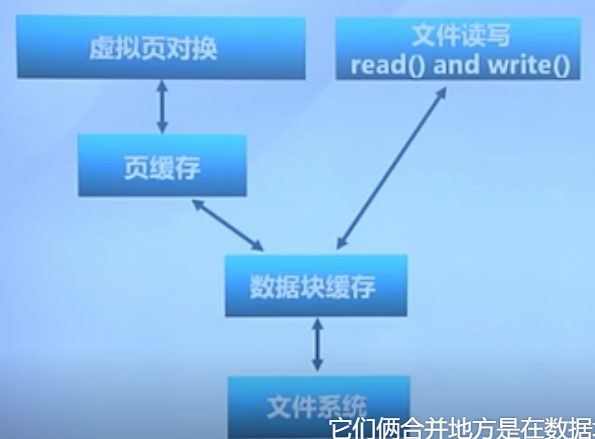 虚拟页对换
文件读写
read() and write()
页缓存
数据块缓存
文件系统
它们俩合并地方是在数据